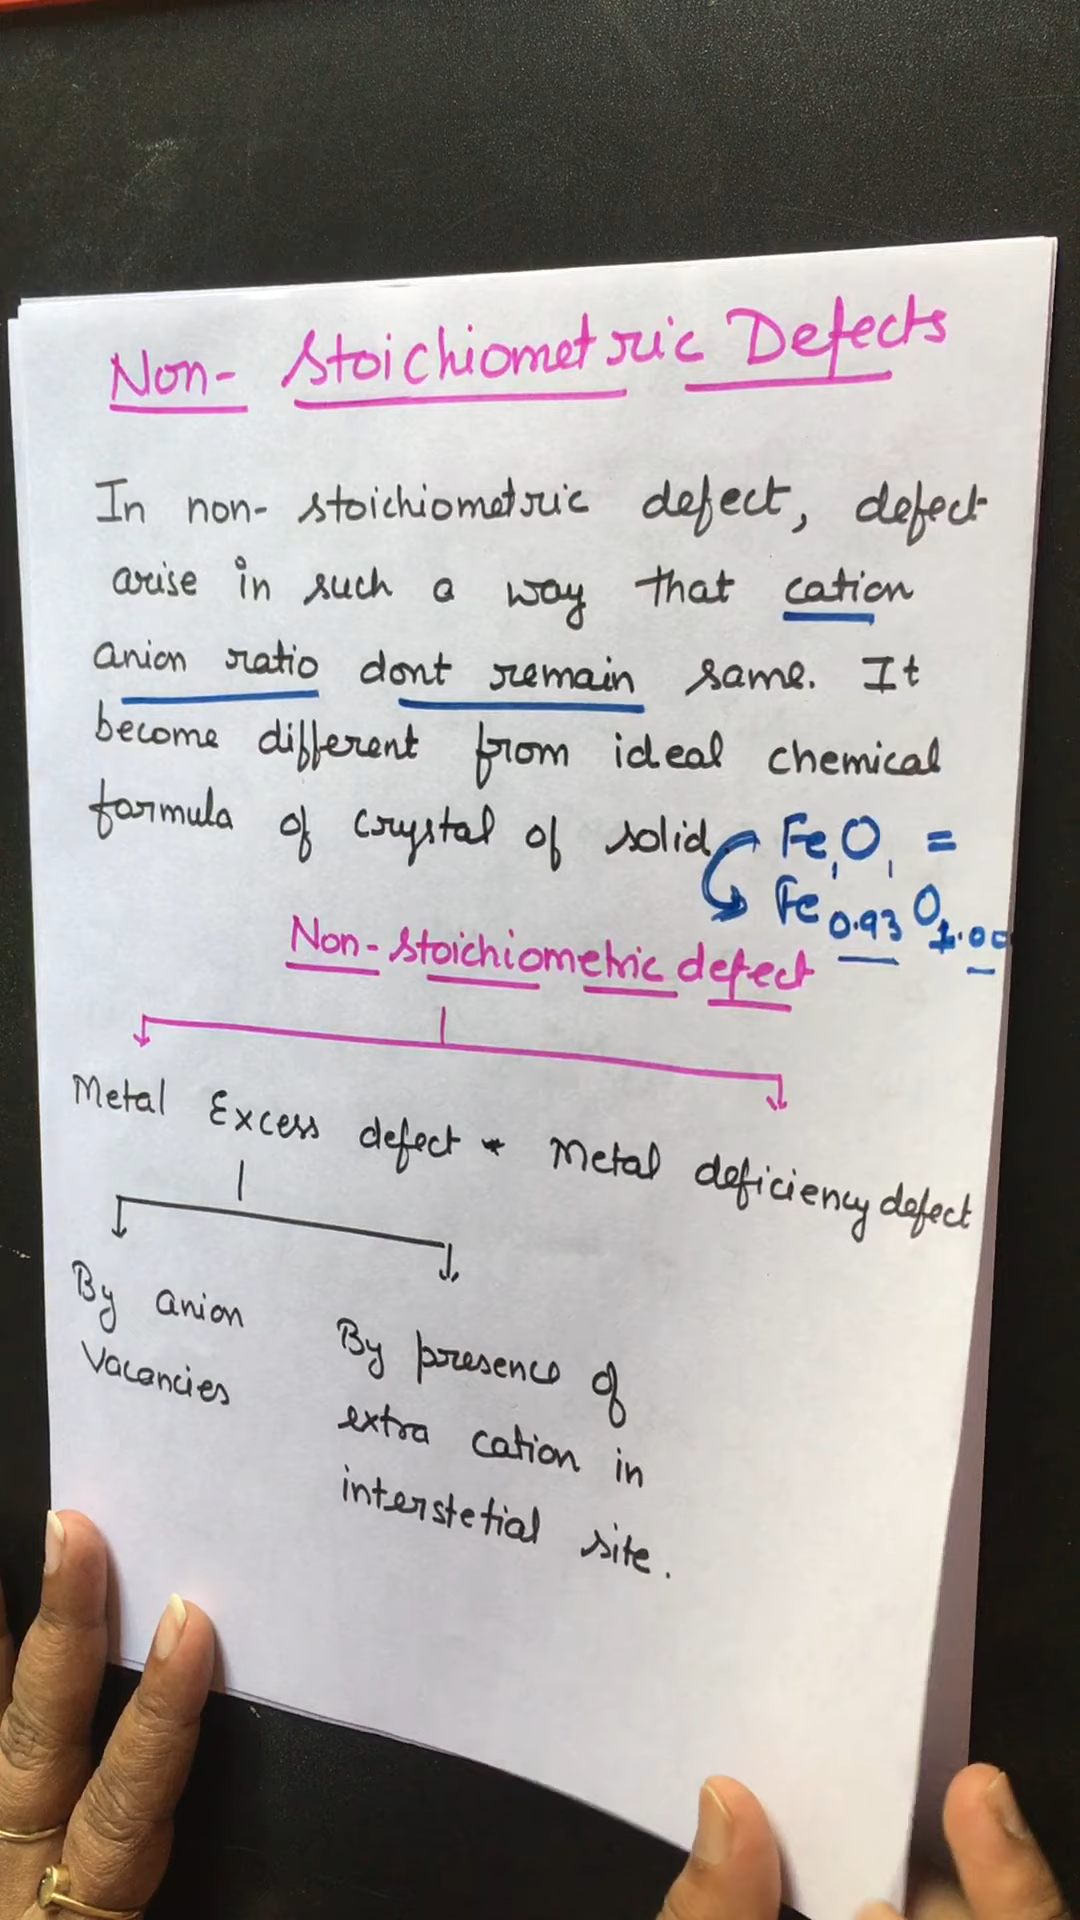 Non- Stoichiometric Defects
In non- stoichiometric defect, defect
arise in such a way that cation
anion ratio dont remain same. It
become different from ideal chemical
formula of crystal of solid Fe₁O₁ =
Fe₀.₉₃ O₁.₀₀
Non-stoichiometric defect
Metal Excess defect Metal deficiency defect
By anion
Vacancies
By presence of
extra cation in
interstetial site.